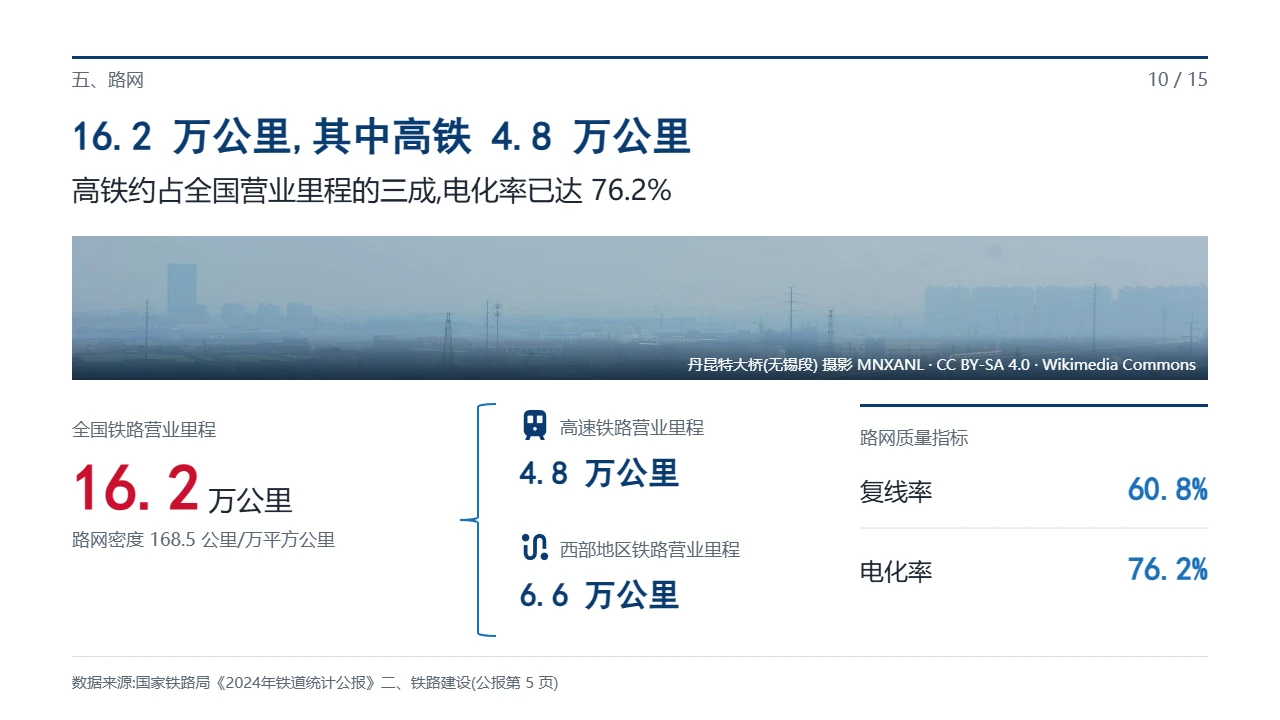 五、路网
10 / 15
16.2 万公里,其中高铁 4.8 万公里
高铁约占全国营业里程的三成,电化率已达 76.2%
丹昆特大桥(无锡段) 摄影 MNXANL · CC BY-SA 4.0 · Wikimedia Commons
全国铁路营业里程
16.2 万公里
路网密度 168.5 公里/万平方公里
高速铁路营业里程
4.8 万公里
西部地区铁路营业里程
6.6 万公里
路网质量指标
复线率 60.8%
电化率 76.2%
数据来源:国家铁路局《2024年铁道统计公报》二、铁路建设(公报第 5 页)